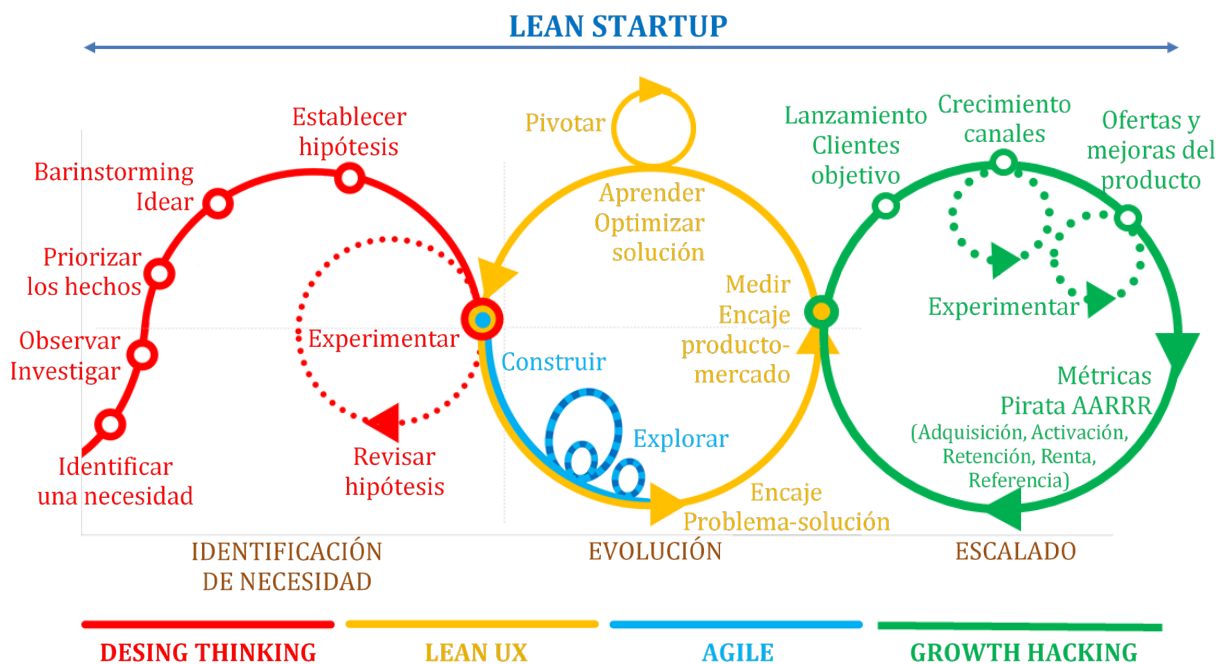 LEAN STARTUP
Establecer
hipótesis
Barinstorming
Idear
Priorizar
los hechos
Observar
Investigar
Identificar
una necesidad
Experimentar
Revisar
hipótesis
Pivotar
Aprender
Optimizar
solución
Medir
Encaje
producto-
mercado
Construir
Explorar
Encaje
Problema-solución
Lanzamiento
Clientes
objetivo
Crecimiento
canales
Ofertas y
mejoras del
producto
Experimentar
Métricas
Pirata AARRR
(Adquisición, Activación,
Retención, Renta,
Referencia)
IDENTIFICACIÓN
DE NECESIDAD
EVOLUCIÓN
ESCALADO
DESING THINKING
LEAN UX
AGILE
GROWTH HACKING